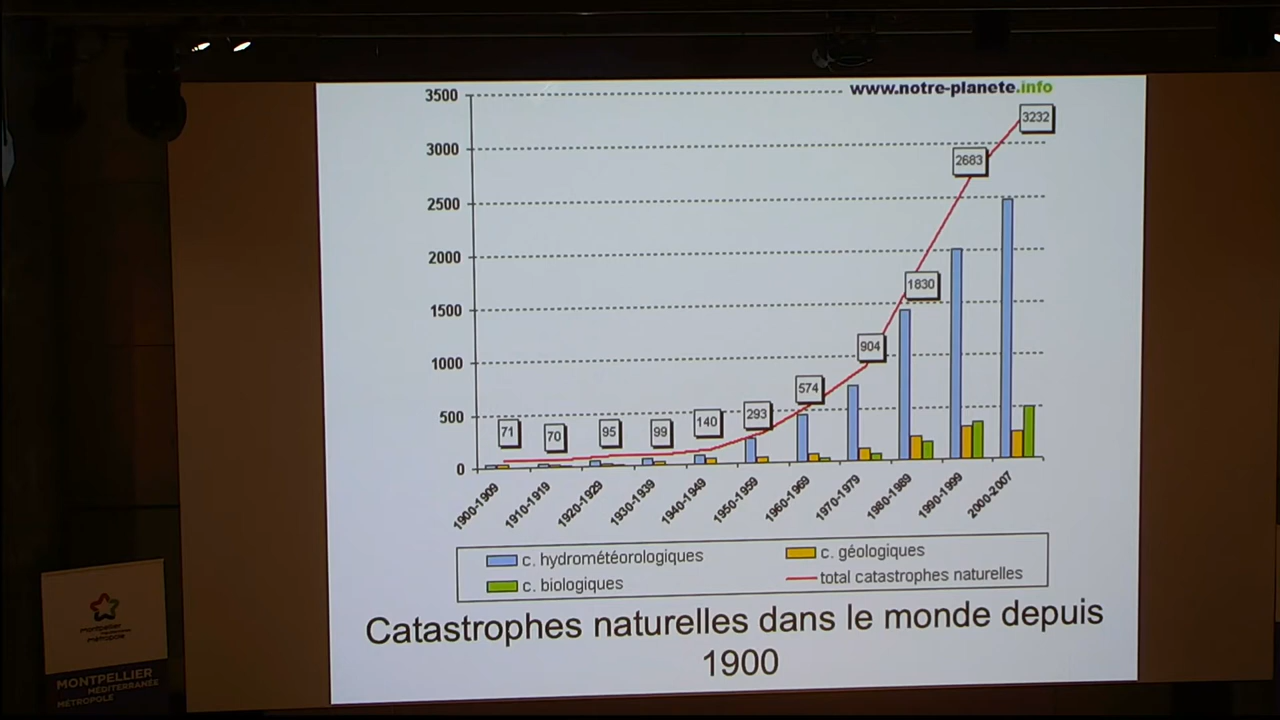 www.notre-planete.info
3500
3000
2500
2000
1500
1000
500
0
3232
2683
1830
904
574
293
140
99
95
70
71
1900-1909
1910-1919
1920-1929
1930-1939
1940-1949
1950-1959
1960-1969
1970-1979
1980-1989
1990-1999
2000-2007
c. hydrométéorologiques
c. géologiques
c. biologiques
total catastrophes naturelles
Catastrophes naturelles dans le monde depuis
1900
montpellier
métropole
MONTPELLIER
MÉDITERRANÉE
MÉTROPOLE